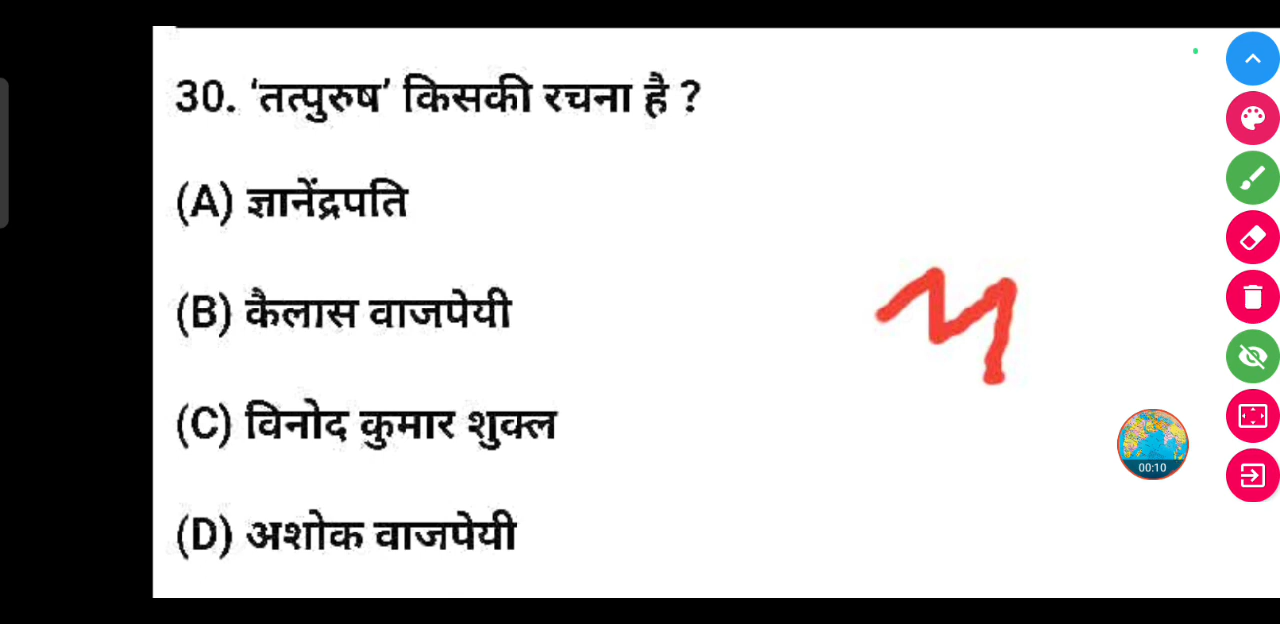 30. ‘तत्पुरुष’ किसकी रचना है ?
(A) ज्ञानेंद्रपति
(B) कैलास वाजपेयी
(C) विनोद कुमार शुक्ल
(D) अशोक वाजपेयी
00:10